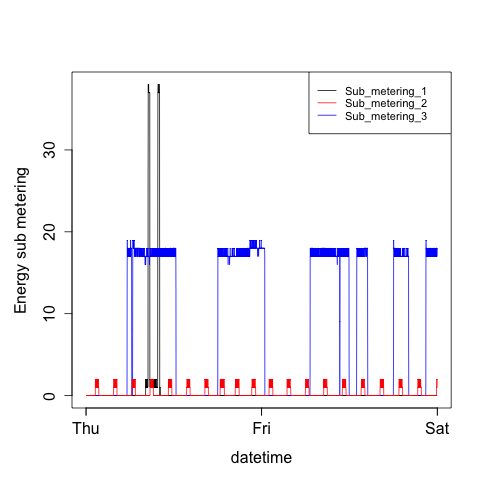 Sub_metering_1
Sub_metering_2
Sub_metering_3
Energy sub metering
30
20
10
0
Thu Fri Sat
datetime